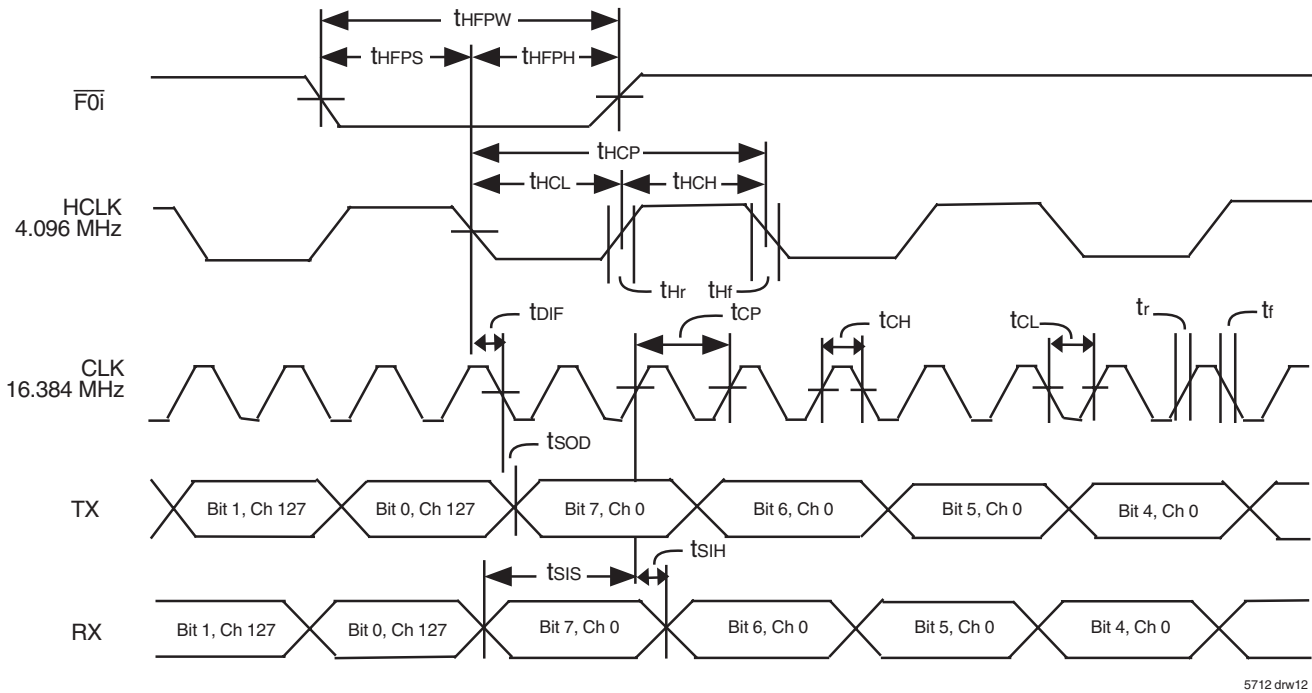 tHFPW
tHFPS tHFPH
F0i
tHCP
tHCL tHCH
HCLK
4.096 MHz
tHr tHf
tDIF tCP tCH tCL tr tf
CLK
16.384 MHz
tSOD
TX Bit 1, Ch 127 Bit 0, Ch 127 Bit 7, Ch 0 Bit 6, Ch 0 Bit 5, Ch 0 Bit 4, Ch 0
tSIS tSIH
RX Bit 1, Ch 127 Bit 0, Ch 127 Bit 7, Ch 0 Bit 6, Ch 0 Bit 5, Ch 0 Bit 4, Ch 0
5712 drw12